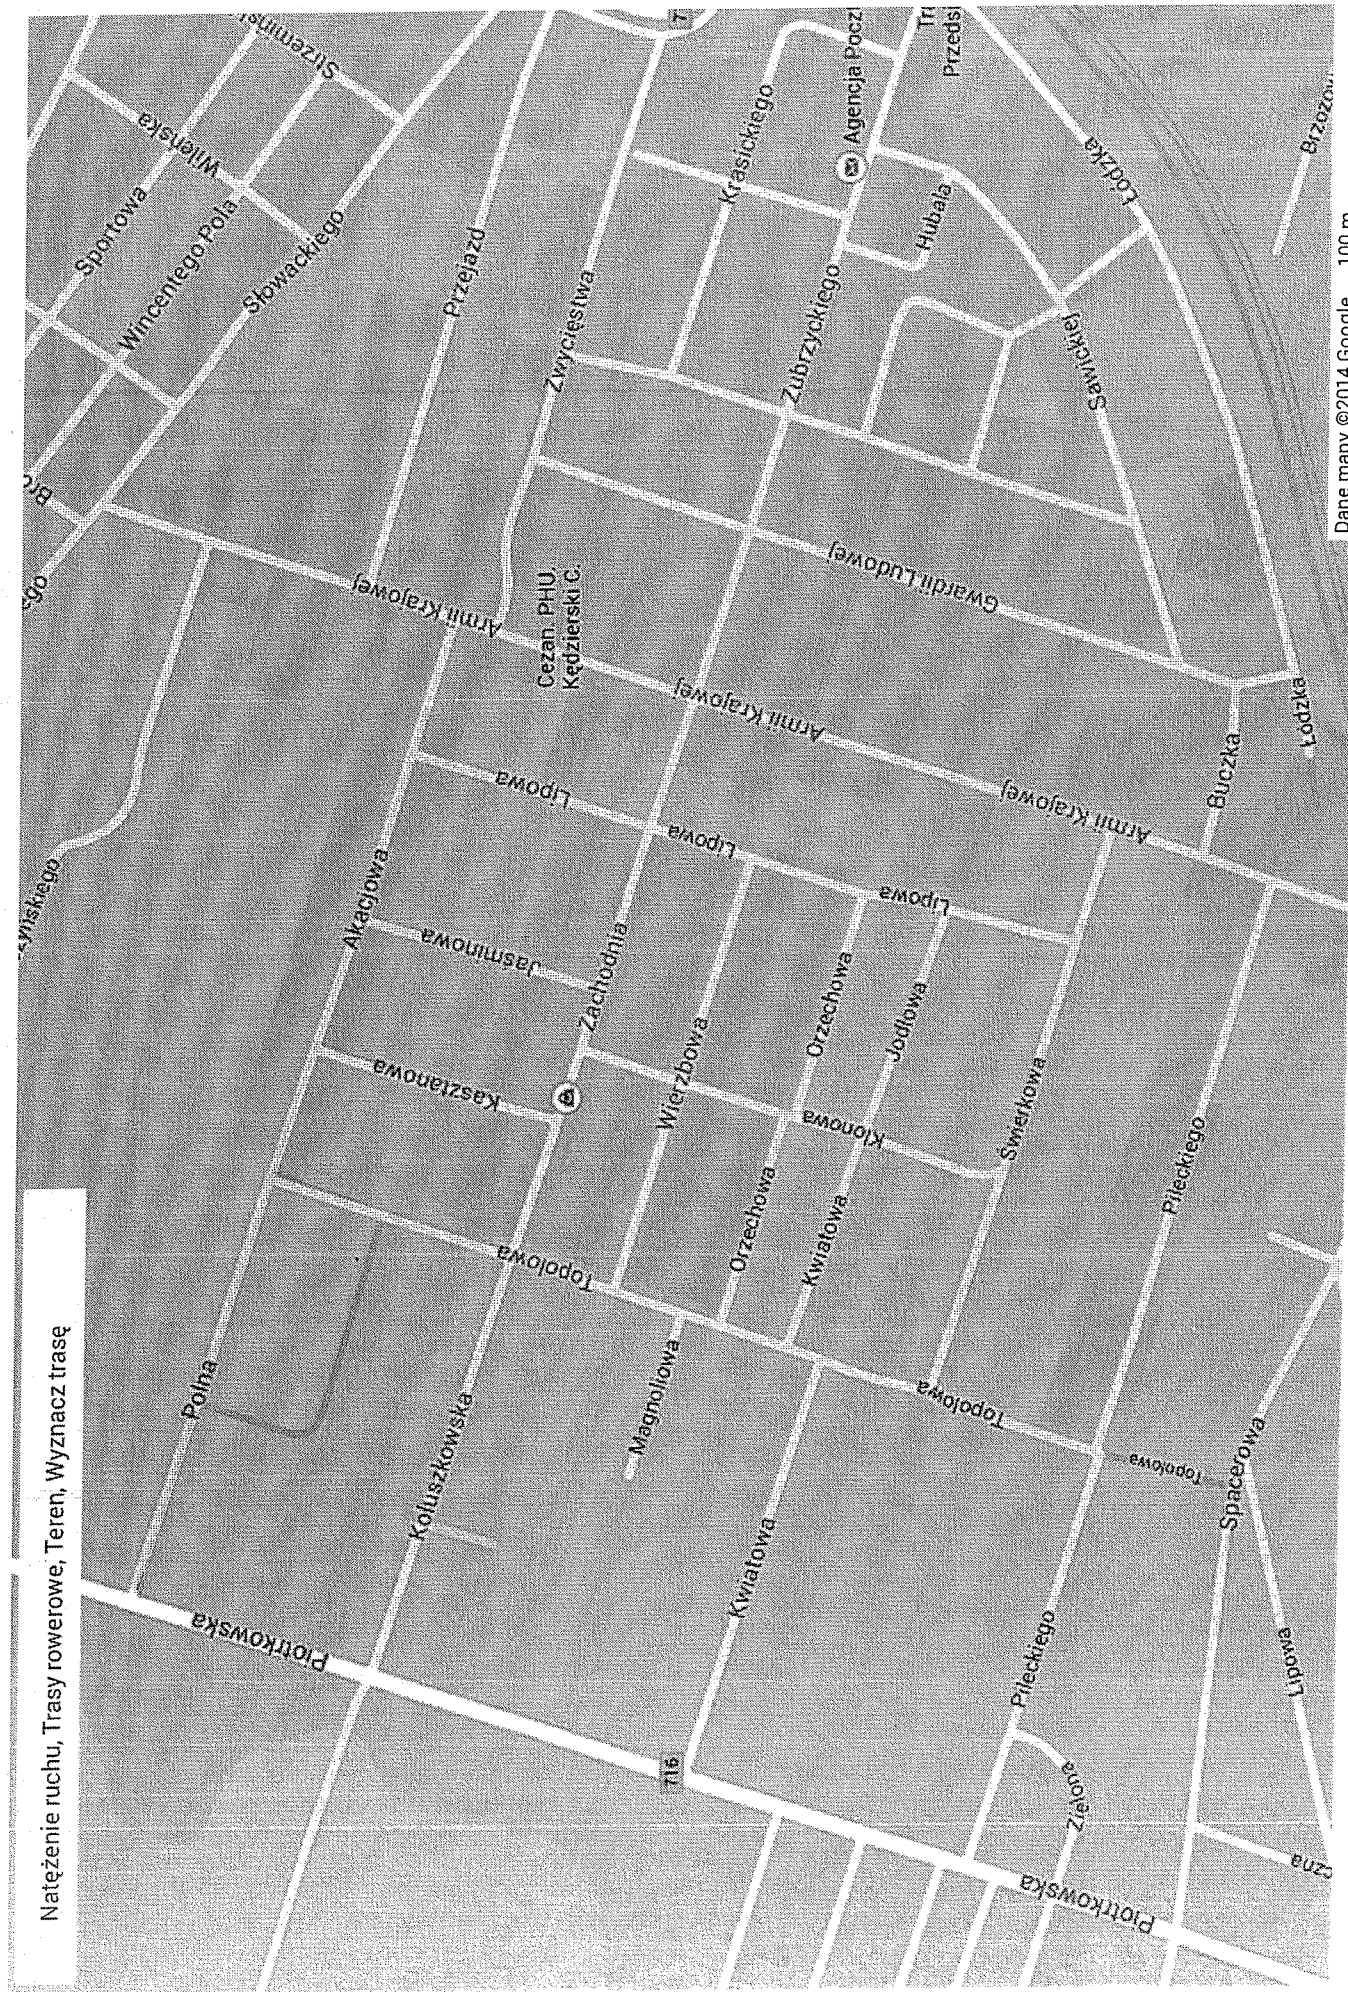 Natężenie ruchu, Trasy rowerowe, Teren, Wyznacz trasę
Piotrkowska
Polna
Koluszkowska
716
Kwiatowa
Magnoliowa
Topolowa
Topolowa
Topolowa
Pileckiego
Zielona
Piotrkowska
Spacerowa
Lipowa
Kasztanowa
Jaśminowa
Akacjowa
Zachodnia
Wierzbowa
Orzechowa
Orzechowa
Kwiatowa
Klonowa
Jodłowa
Świerkowa
Pileckiego
Lipowa
Lipowa
Lipowa
Armii Krajowej
Armii Krajowej
Armii Krajowej
Armii Krajowej
Cezan. PHU.
Kędzierski C.
Buczka
Łódzka
Gwardii Ludowej
Przejazd
Zwycięstwa
Zubrzyckiego
Krasickiego
Hubala
Sawickiej
Łódzka
Agencja Poczt
Sportowa
Wileńska
Wincentego Pola
Słowackiego
Dane mapy ©2014 Google 100 m